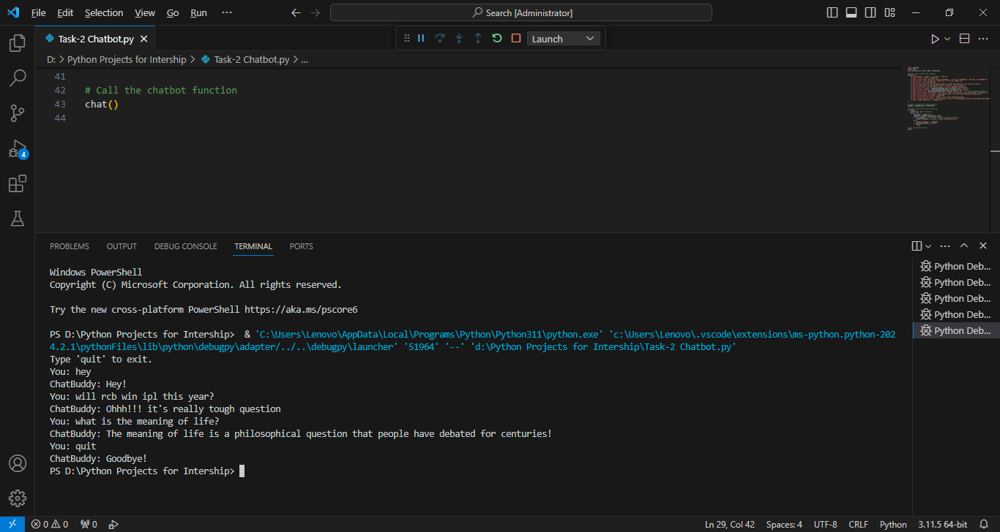 File Edit Selection View Go Run ··· Search [Administrator]
Task-2 Chatbot.py
Launch
D: > Python Projects for Intership > Task-2 Chatbot.py > ...
41
42 # Call the chatbot function
43 chat()
44
4
PROBLEMS OUTPUT DEBUG CONSOLE TERMINAL PORTS
Windows PowerShell
Copyright (C) Microsoft Corporation. All rights reserved.
Try the new cross-platform PowerShell https://aka.ms/pscore6
PS D:\Python Projects for Intership>  & 'C:\Users\Lenovo\AppData\Local\Programs\Python\Python311\python.exe' 'c:\Users\Lenovo\.vscode\extensions\ms-python.python-202
4.2.1\pythonFiles\lib\python\debugpy\adapter/../..\debugpy\launcher' '51964' '--' 'd:\Python Projects for Intership\Task-2 Chatbot.py'
Type 'quit' to exit.
You: hey
ChatBuddy: Hey!
You: will rcb win ipl this year?
ChatBuddy: Ohhh!!! it's really tough question
You: what is the meaning of life?
ChatBuddy: The meaning of life is a philosophical question that people have debated for centuries!
You: quit
ChatBuddy: Goodbye!
PS D:\Python Projects for Intership>
Python Deb...
Python Deb...
Python Deb...
Python Deb...
Python Deb...
0 0 0 Ln 29, Col 42 Spaces: 4 UTF-8 CRLF Python 3.11.5 64-bit